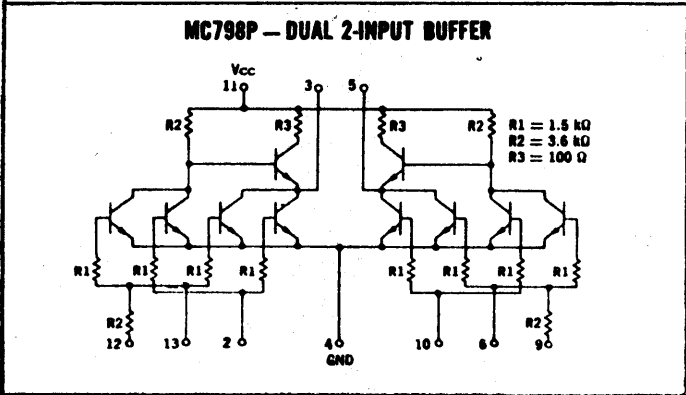 MC798P — DUAL 2-INPUT BUFFER
Vcc
11 3 5
R2 R3 R3 R2 R1 = 1.5 kΩ
R2 = 3.6 kΩ
R3 = 100 Ω
R1 R1 R1 R1 R1 R1 R1 R1
R2 R2
12 13 2 4 10 6 9
GND